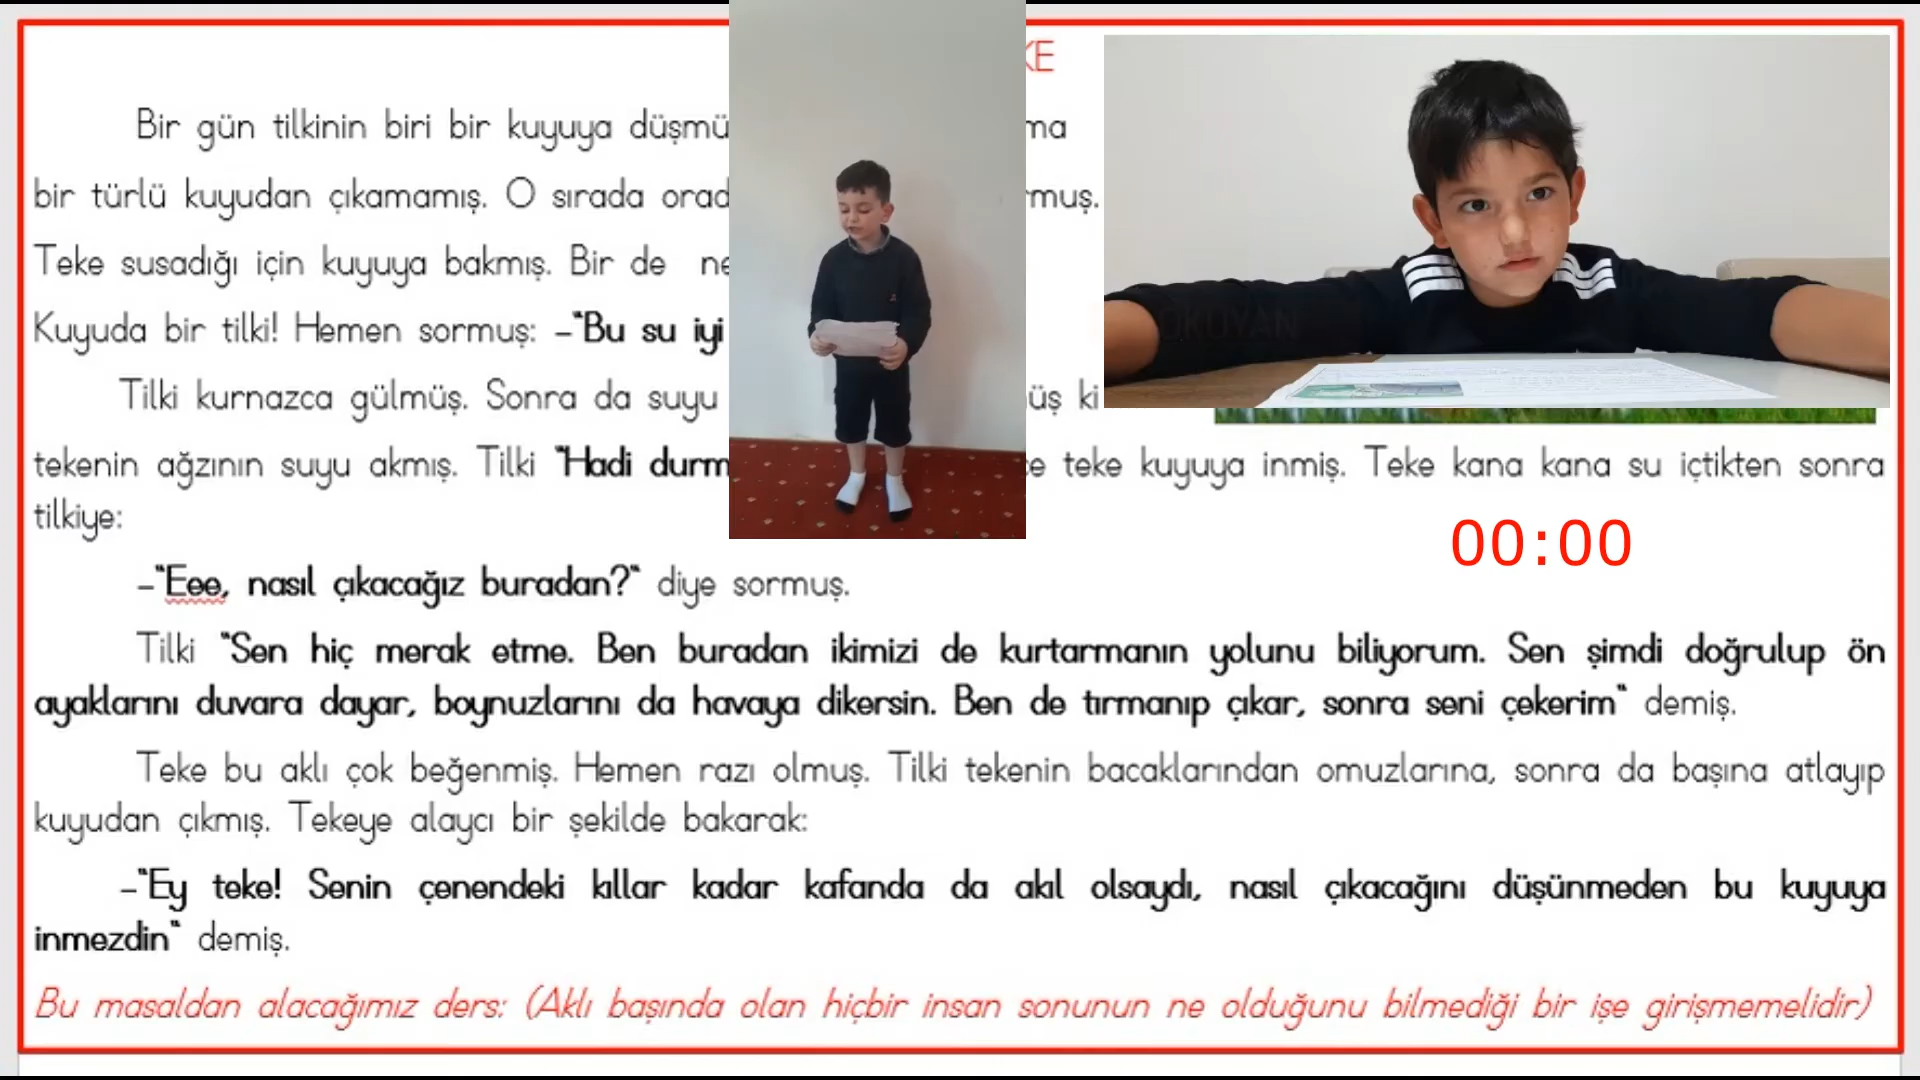 KE
Bir gün tilkinin biri bir kuyuya ma
bir türlü kuyudan çıkamamış. O sırada muş.
Teke susadığı için kuyuya bakmış. Bir de
Kuyuda bir tilki! Hemen sormuş: -"Bu su iyi
OKUYAN
Tilki kurnazca gülmüş. Sonra da suyu üş ki
tekenin ağzının suyu akmış. Tilki "Hadi teke kuyuya inmiş. Teke kana kana su içtikten sonra
tilkiye:
00:00
-"Eee, nasıl çıkacağız buradan?" diye sormuş.
Tilki "Sen hiç merak etme. Ben buradan ikimizi de kurtarmanın yolunu biliyorum. Sen şimdi doğrulup ön
ayaklarını duvara dayar, boynuzlarını da havaya dikersin. Ben de tırmanıp çıkar, sonra seni çekerim" demiş.
Teke bu aklı çok beğenmiş. Hemen razı olmuş. Tilki tekenin bacaklarından omuzlarına, sonra da başına atlayıp
kuyudan çıkmış. Tekeye alaycı bir şekilde bakarak:
-"Ey teke! Senin çenendeki kıllar kadar kafanda da akıl olsaydı, nasıl çıkacağını düşünmeden bu kuyuya
inmezdin" demiş.
Bu masaldan alacağımız ders: (Aklı başında olan hiçbir insan sonunun ne olduğunu bilmediği bir işe girişmemelidir)